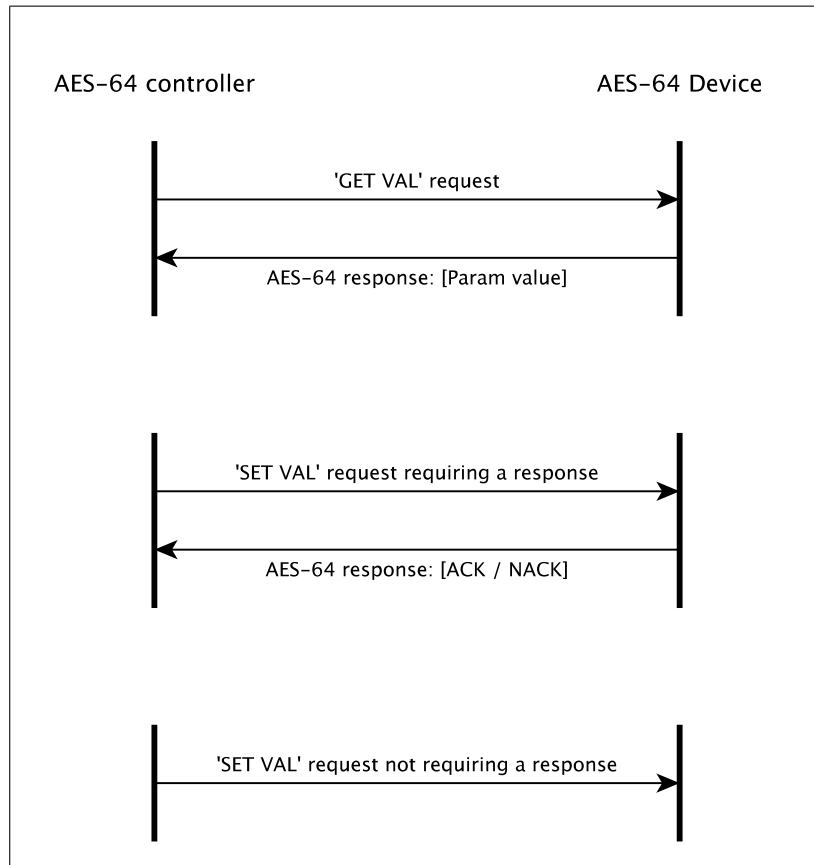 AES-64 controller
AES-64 Device
'GET VAL' request
AES-64 response: [Param value]
'SET VAL' request requiring a response
AES-64 response: [ACK / NACK]
'SET VAL' request not requiring a response